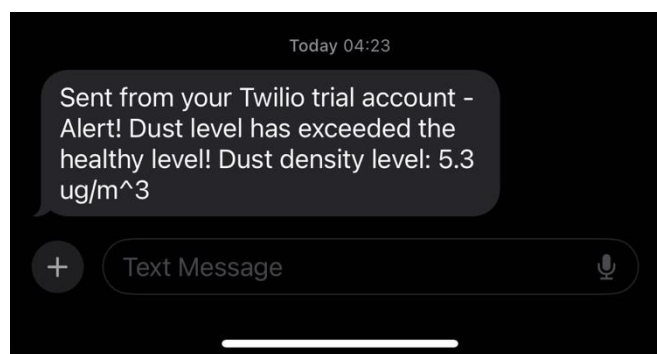 Today 04:23
Sent from your Twilio trial account -
Alert! Dust level has exceeded the
healthy level! Dust density level: 5.3
ug/m^3
+
Text Message